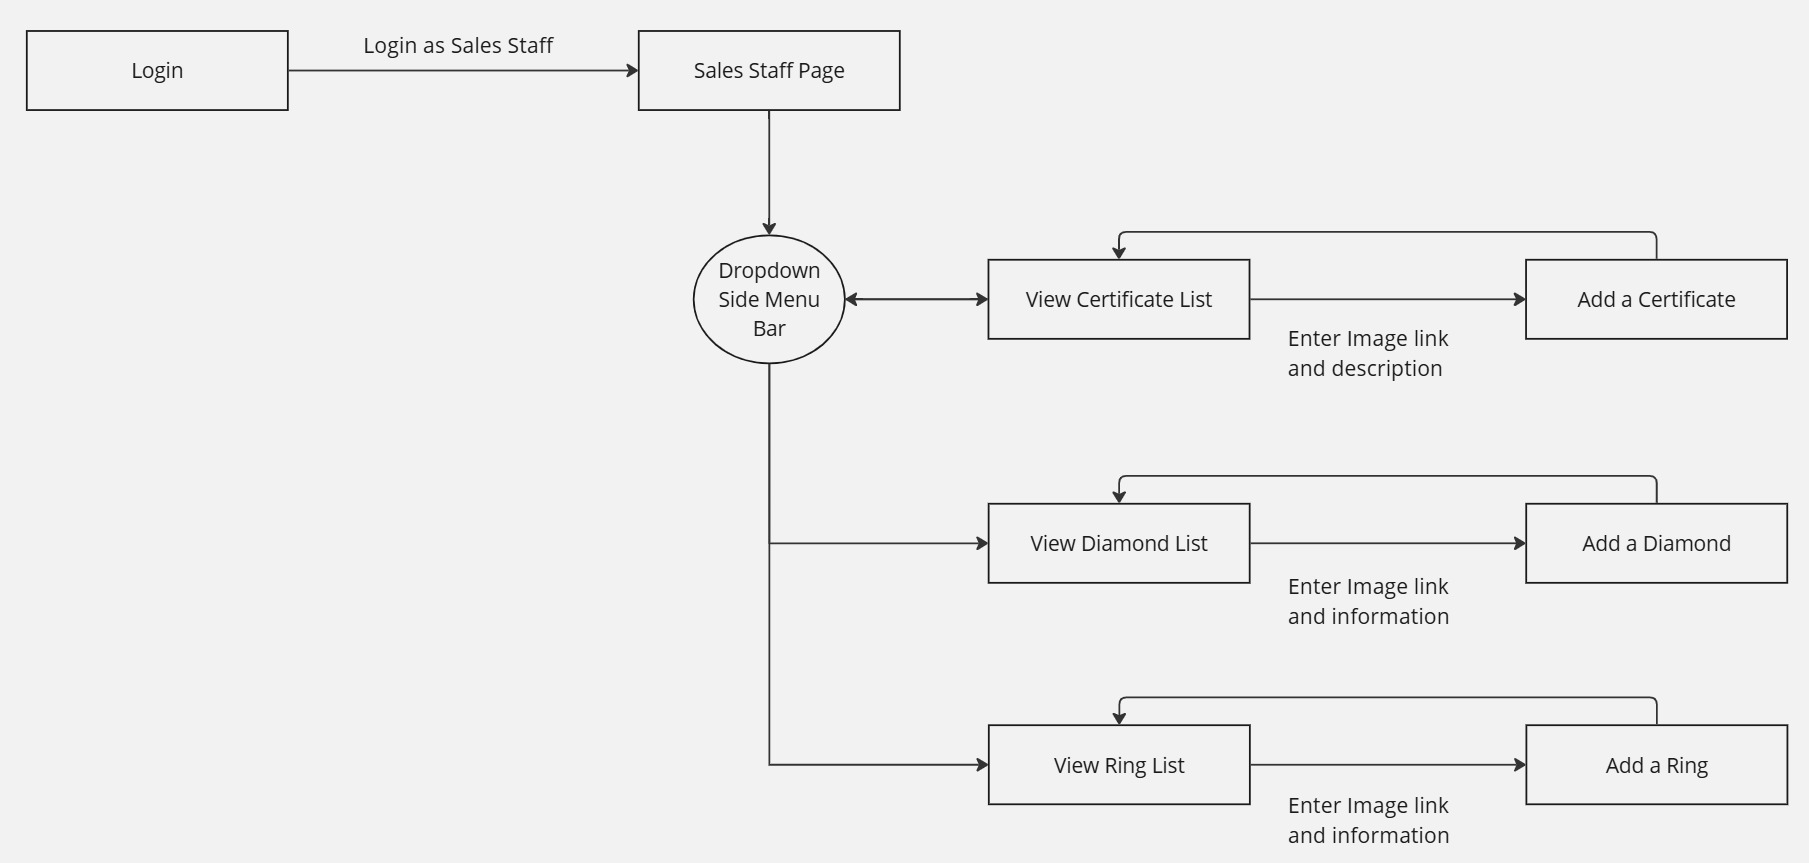 Login
Login as Sales Staff
Sales Staff Page
Dropdown
Side Menu
Bar
View Certificate List
Enter Image link
and description
Add a Certificate
View Diamond List
Enter Image link
and information
Add a Diamond
View Ring List
Enter Image link
and information
Add a Ring